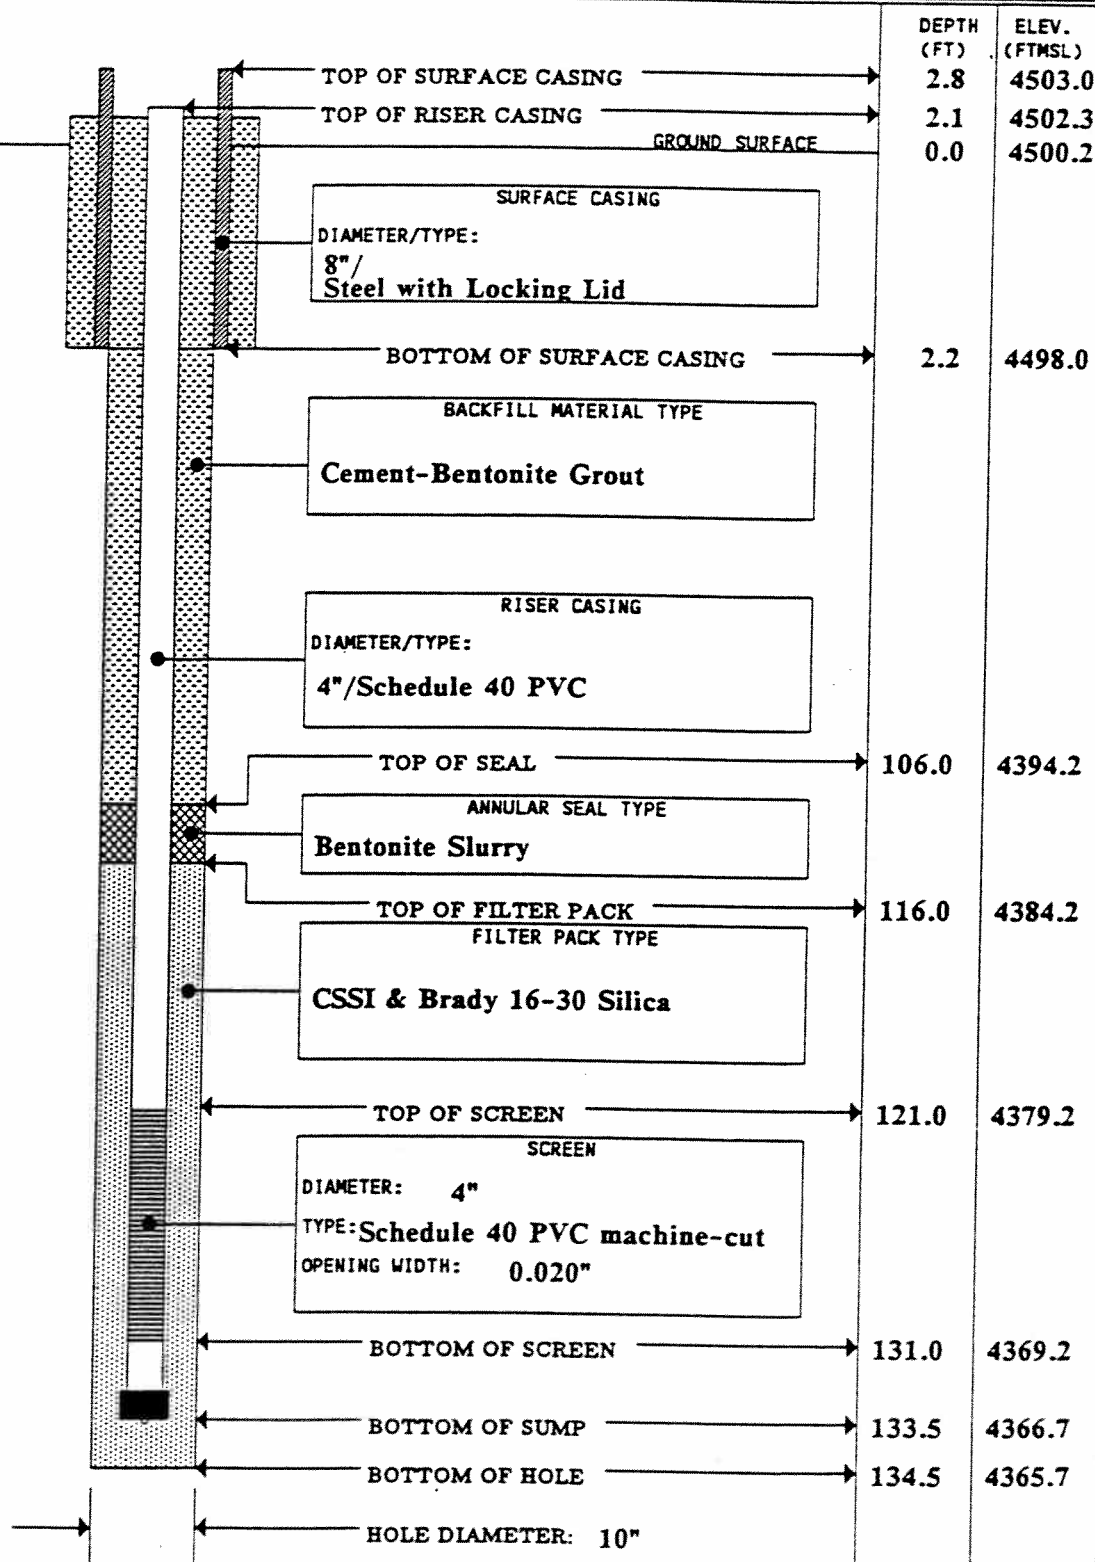 DEPTH ELEV.
(FT) (FTMSL)
TOP OF SURFACE CASING 2.8 4503.0
TOP OF RISER CASING 2.1 4502.3
GROUND SURFACE 0.0 4500.2
SURFACE CASING
DIAMETER/TYPE:
8"/
Steel with Locking Lid
BOTTOM OF SURFACE CASING 2.2 4498.0
BACKFILL MATERIAL TYPE
Cement-Bentonite Grout
RISER CASING
DIAMETER/TYPE:
4"/Schedule 40 PVC
TOP OF SEAL 106.0 4394.2
ANNULAR SEAL TYPE
Bentonite Slurry
TOP OF FILTER PACK 116.0 4384.2
FILTER PACK TYPE
CSSI & Brady 16-30 Silica
TOP OF SCREEN 121.0 4379.2
SCREEN
DIAMETER: 4"
TYPE: Schedule 40 PVC machine-cut
OPENING WIDTH: 0.020"
BOTTOM OF SCREEN 131.0 4369.2
BOTTOM OF SUMP 133.5 4366.7
BOTTOM OF HOLE 134.5 4365.7
HOLE DIAMETER: 10"